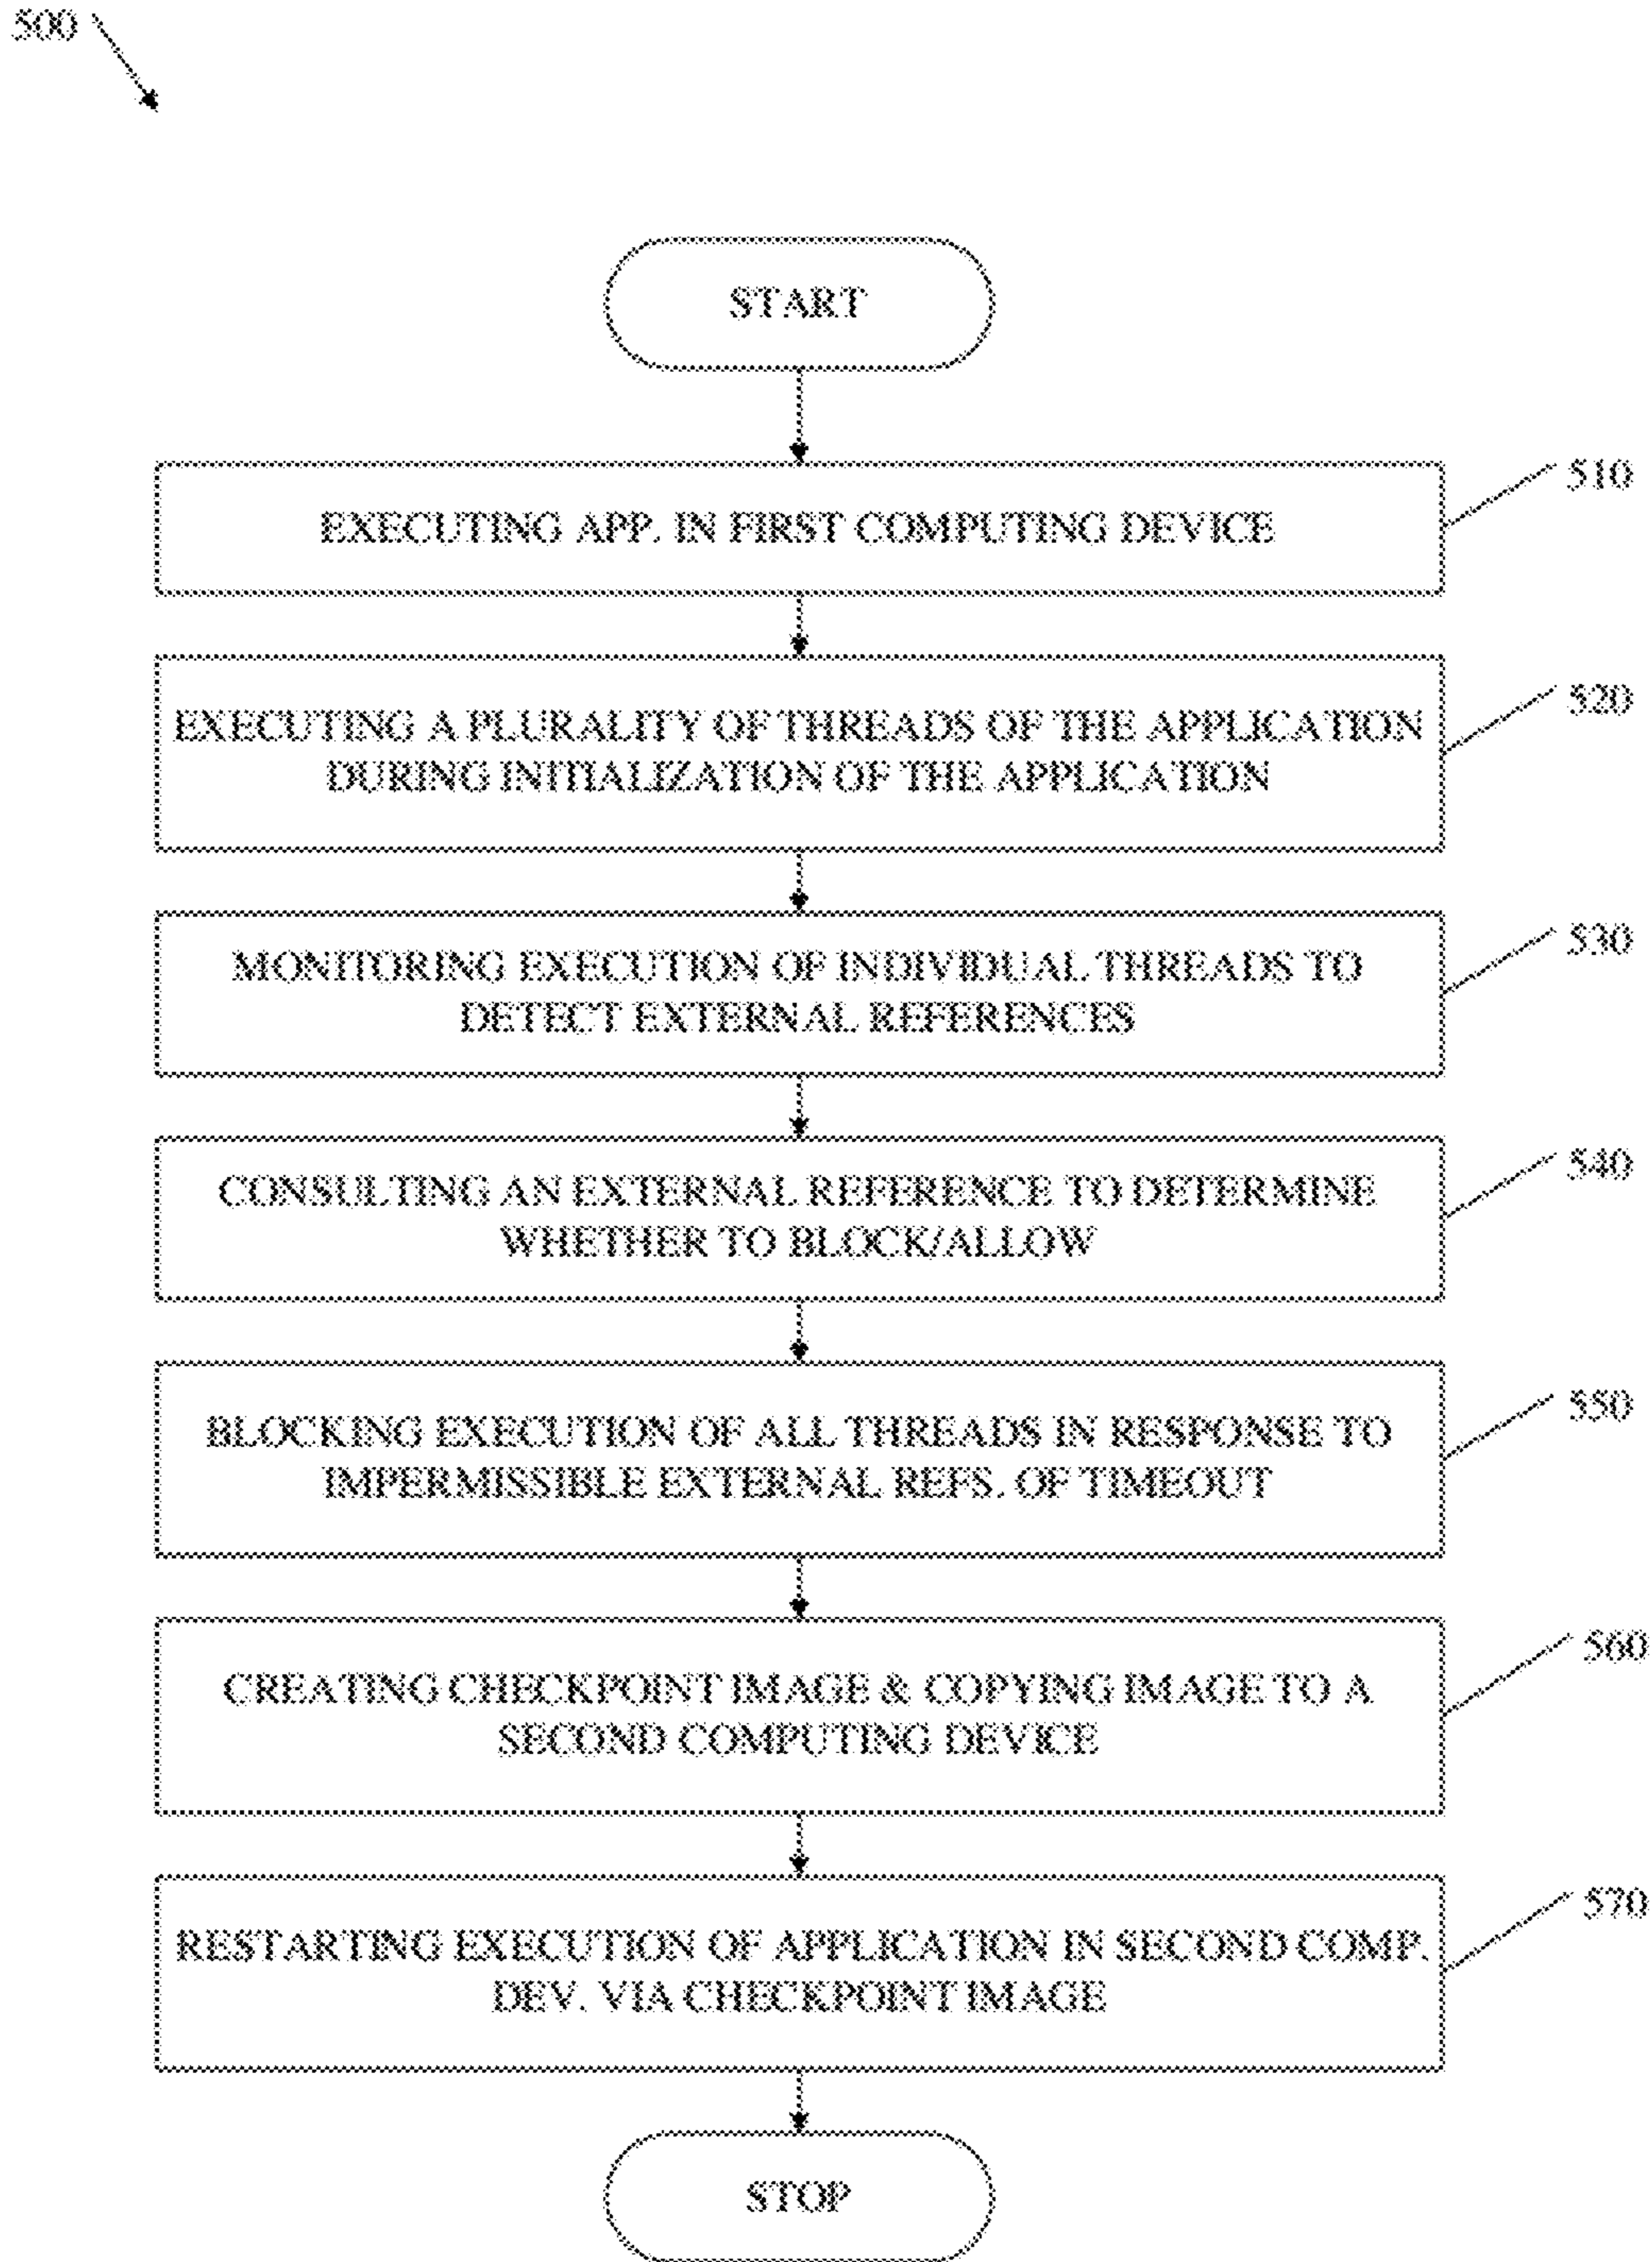 500
START
EXECUTING APP. IN FIRST COMPUTING DEVICE
510
EXECUTING A PLURALITY OF THREADS OF THE APPLICATION
DURING INITIALIZATION OF THE APPLICATION
520
MONITORING EXECUTION OF INDIVIDUAL THREADS TO
DETECT EXTERNAL REFERENCES
530
CONSULTING AN EXTERNAL REFERENCE TO DETERMINE
WHETHER TO BLOCK/ALLOW
540
BLOCKING EXECUTION OF ALL THREADS IN RESPONSE TO
IMPERMISSIBLE EXTERNAL REFS. OF TIMEOUT
550
CREATING CHECKPOINT IMAGE & COPYING IMAGE TO A
SECOND COMPUTING DEVICE
560
RESTARTING EXECUTION OF APPLICATION IN SECOND COMP.
DEV. VIA CHECKPOINT IMAGE
570
STOP